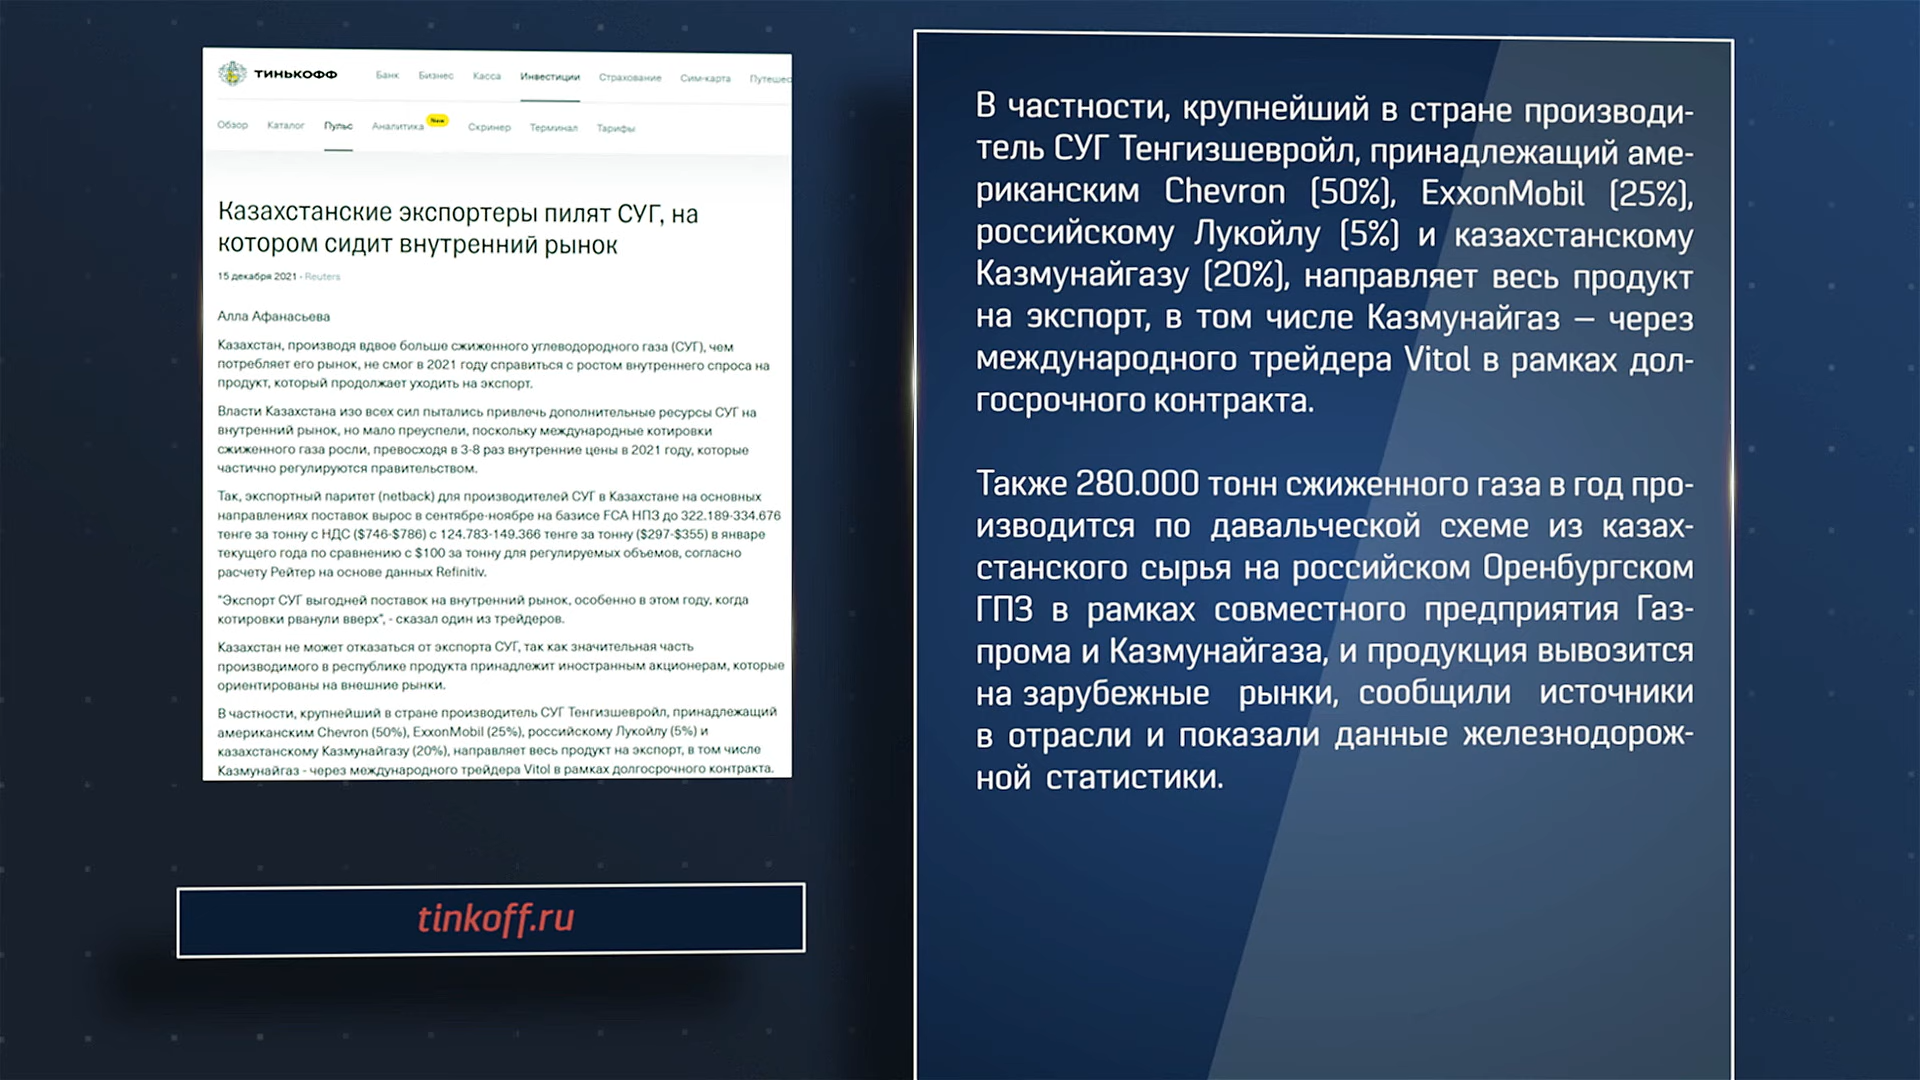 ТИНЬКОФФ
Банк Бизнес Касса Инвестиции Страхование Сим-карта Путешес
Обзор Каталог Пульс Аналитика New Скринер Терминал Тарифы
Казахстанские экспортеры пилят СУГ, на
котором сидит внутренний рынок
15 декабря 2021 - Reuters
Алла Афанасьева
Казахстан, производя вдвое больше сжиженного углеводородного газа (СУГ), чем
потребляет его рынок, не смог в 2021 году справиться с ростом внутреннего спроса на
продукт, который продолжает уходить на экспорт.
Власти Казахстана изо всех сил пытались привлечь дополнительные ресурсы СУГ на
внутренний рынок, но мало преуспели, поскольку международные котировки
сжиженного газа росли, превосходя в 3-8 раз внутренние цены в 2021 году, которые
частично регулируются правительством.
Так, экспортный паритет (netback) для производителей СУГ в Казахстане на основных
направлениях поставок вырос в сентябре-ноябре на базисе FCA НПЗ до 322.189-334.676
тенге за тонну с НДС ($746-$786) с 124.783-149.366 тенге за тонну ($297-$355) в январе
текущего года по сравнению с $100 за тонну для регулируемых объемов, согласно
расчету Рейтер на основе данных Refinitiv.
"Экспорт СУГ выгодней поставок на внутренний рынок, особенно в этом году, когда
котировки рванули вверх", - сказал один из трейдеров.
Казахстан не может отказаться от экспорта СУГ, так как значительная часть
производимого в республике продукта принадлежит иностранным акционерам, которые
ориентированы на внешние рынки.
В частности, крупнейший в стране производитель СУГ Тенгизшевройл, принадлежащий
американским Chevron (50%), ExxonMobil (25%), российскому Лукойлу (5%) и
казахстанскому Казмунайгазу (20%), направляет весь продукт на экспорт, в том числе
Казмунайгаз - через международного трейдера Vitol в рамках долгосрочного контракта.
tinkoff.ru
В частности, крупнейший в стране производи-
тель СУГ Тенгизшевройл, принадлежащий аме-
риканским Chevron (50%), ExxonMobil (25%),
российскому Лукойлу (5%) и казахстанскому
Казмунайгазу (20%), направляет весь продукт
на экспорт, в том числе Казмунайгаз – через
международного трейдера Vitol в рамках дол-
госрочного контракта.
Также 280.000 тонн сжиженного газа в год про-
изводится по давальческой схеме из казах-
станского сырья на российском Оренбургском
ГПЗ в рамках совместного предприятия Газ-
прома и Казмунайгаза, и продукция вывозится
на зарубежные рынки, сообщили источники
в отрасли и показали данные железнодорож-
ной статистики.